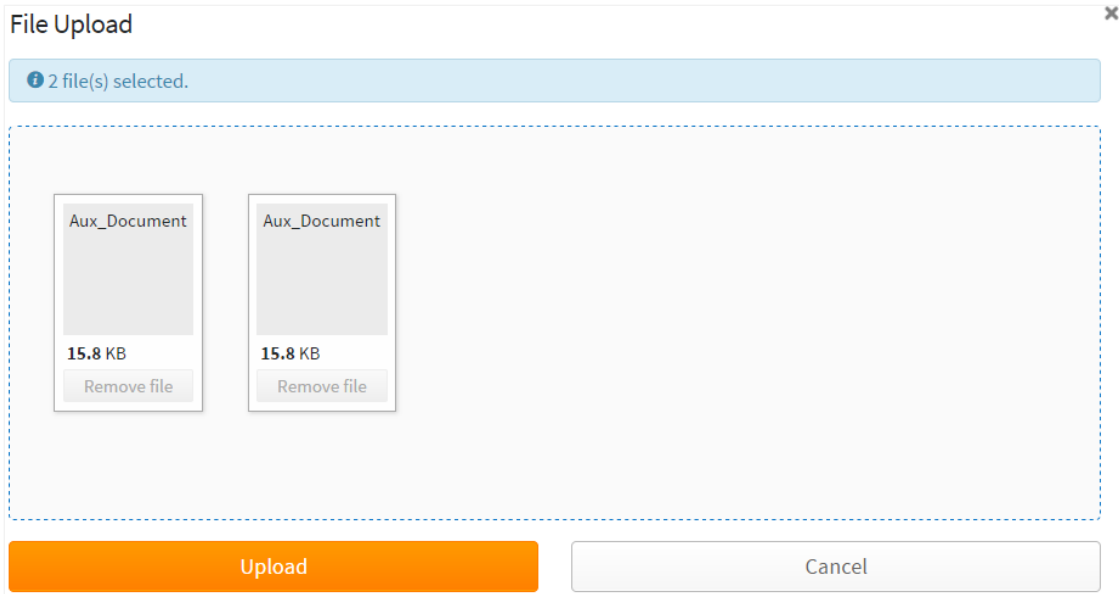 File Upload
2 file(s) selected.
Aux_Document
15.8 KB
Remove file
Aux_Document
15.8 KB
Remove file
Upload
Cancel